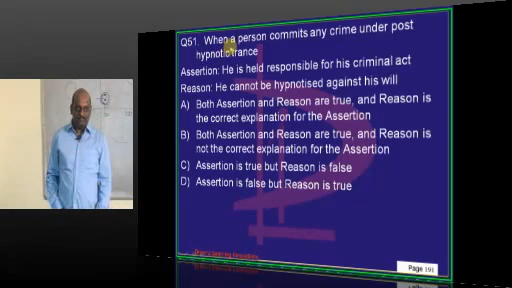 Q51. When a person commits any crime under post
hypnotic trance
Assertion: He is held responsible for his criminal act
Reason: He cannot be hypnotised against his will
A) Both Assertion and Reason are true, and Reason is
the correct explanation for the Assertion
B) Both Assertion and Reason are true, and Reason is
not the correct explanation for the Assertion
C) Assertion is true but Reason is false
D) Assertion is false but Reason is true
Page 191